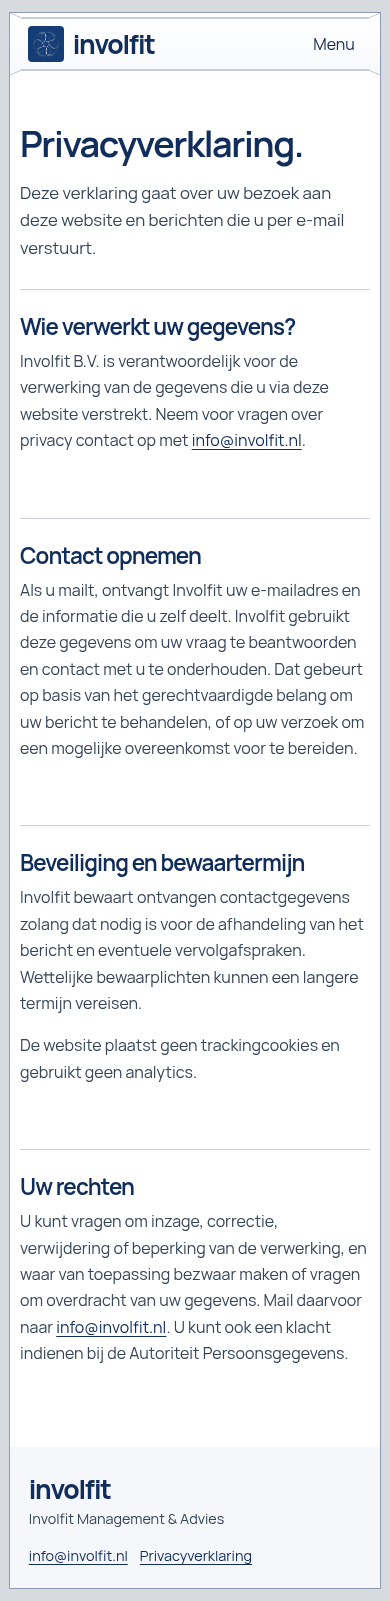 involfit
Menu
Privacyverklaring.
Deze verklaring gaat over uw bezoek aan
deze website en berichten die u per e-mail
verstuurt.
Wie verwerkt uw gegevens?
Involfit B.V. is verantwoordelijk voor de
verwerking van de gegevens die u via deze
website verstrekt. Neem voor vragen over
privacy contact op met info@involfit.nl.
Contact opnemen
Als u mailt, ontvangt Involfit uw e-mailadres en
de informatie die u zelf deelt. Involfit gebruikt
deze gegevens om uw vraag te beantwoorden
en contact met u te onderhouden. Dat gebeurt
op basis van het gerechtvaardigde belang om
uw bericht te behandelen, of op uw verzoek om
een mogelijke overeenkomst voor te bereiden.
Beveiliging en bewaartermijn
Involfit bewaart ontvangen contactgegevens
zolang dat nodig is voor de afhandeling van het
bericht en eventuele vervolgafspraken.
Wettelijke bewaarplichten kunnen een langere
termijn vereisen.
De website plaatst geen trackingcookies en
gebruikt geen analytics.
Uw rechten
U kunt vragen om inzage, correctie,
verwijdering of beperking van de verwerking, en
waar van toepassing bezwaar maken of vragen
om overdracht van uw gegevens. Mail daarvoor
naar info@involfit.nl. U kunt ook een klacht
indienen bij de Autoriteit Persoonsgegevens.
involfit
Involfit Management & Advies
info@involfit.nl Privacyverklaring